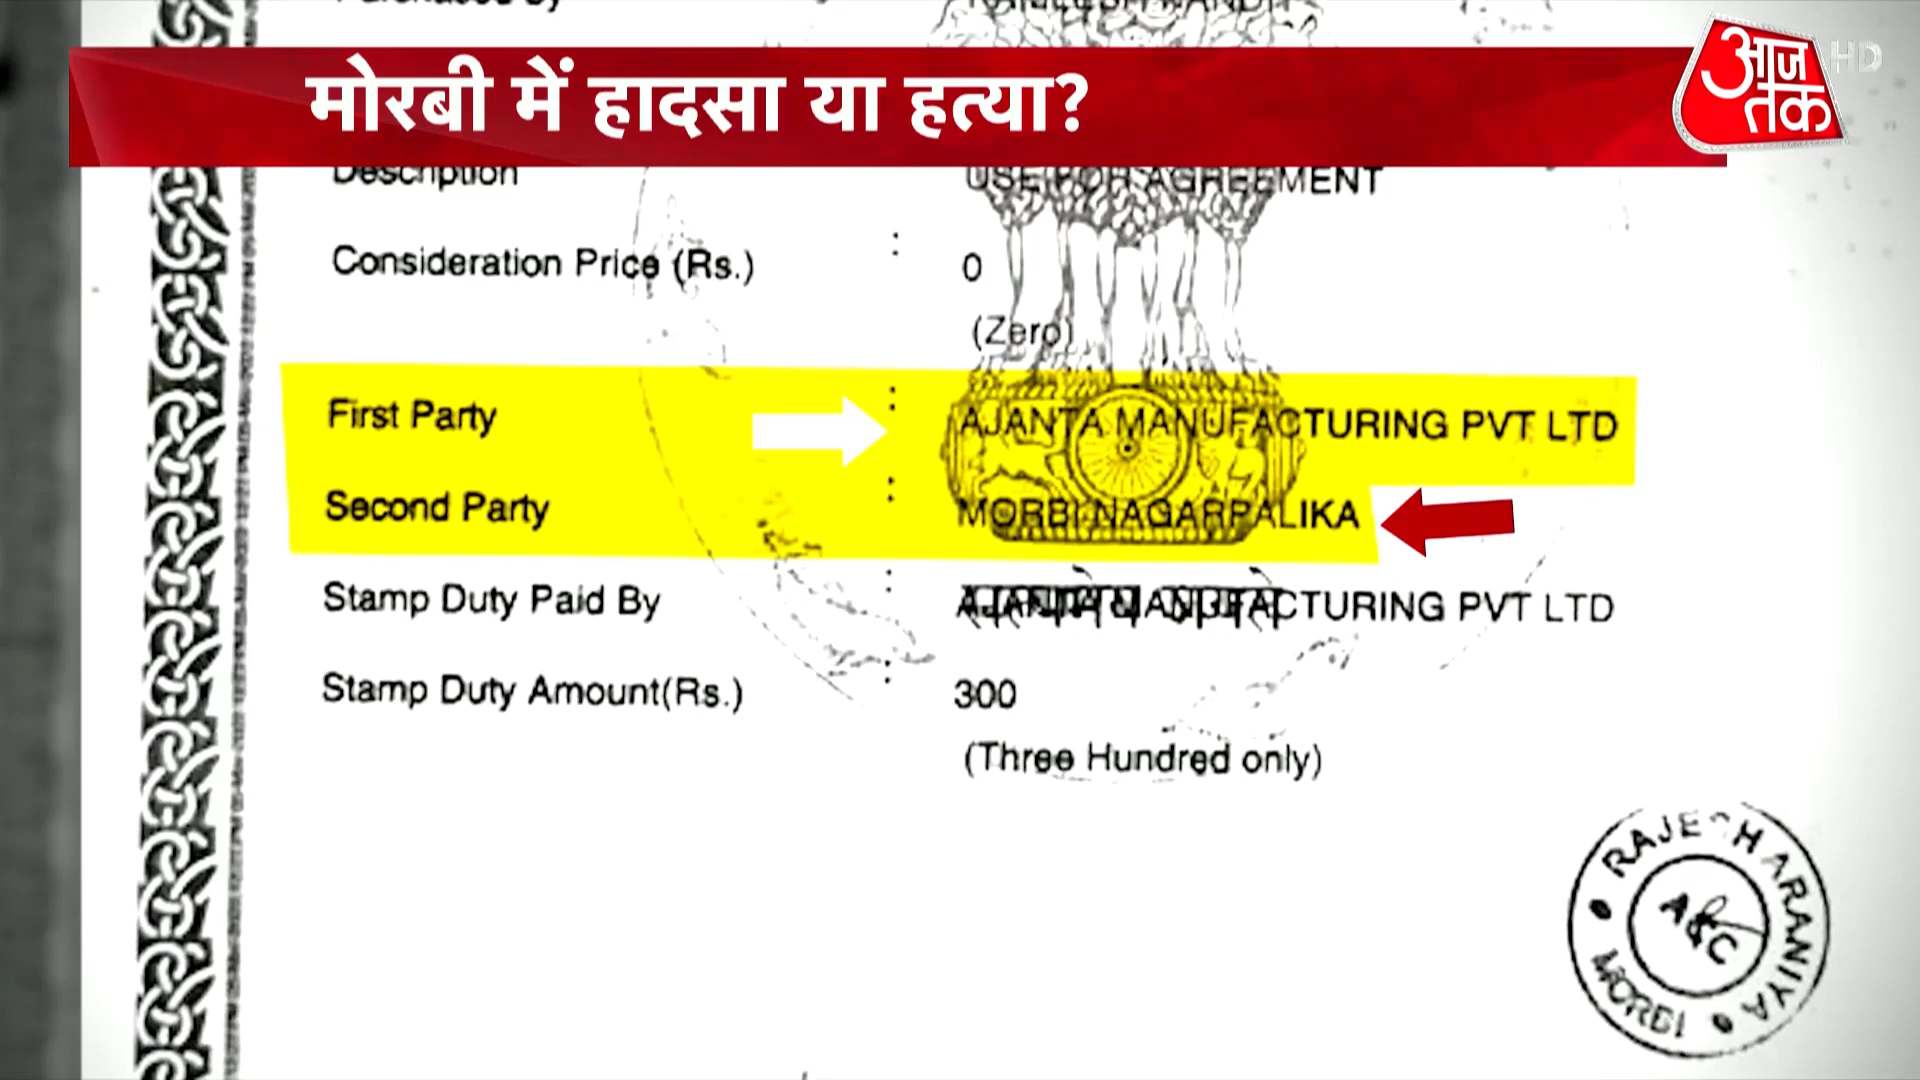 मोरबी में हादसा या हत्या?
आज तक HD
Description USE FOR AGREEMENT
Consideration Price (Rs.) : 0
(Zero)
First Party : AJANTA MANUFACTURING PVT LTD
Second Party : MORBI NAGARPALIKA
Stamp Duty Paid By : AJANTA MANUFACTURING PVT LTD
Stamp Duty Amount(Rs.) : 300
(Three Hundred only)
RAJESH ARANIYA
A&C
MORBI